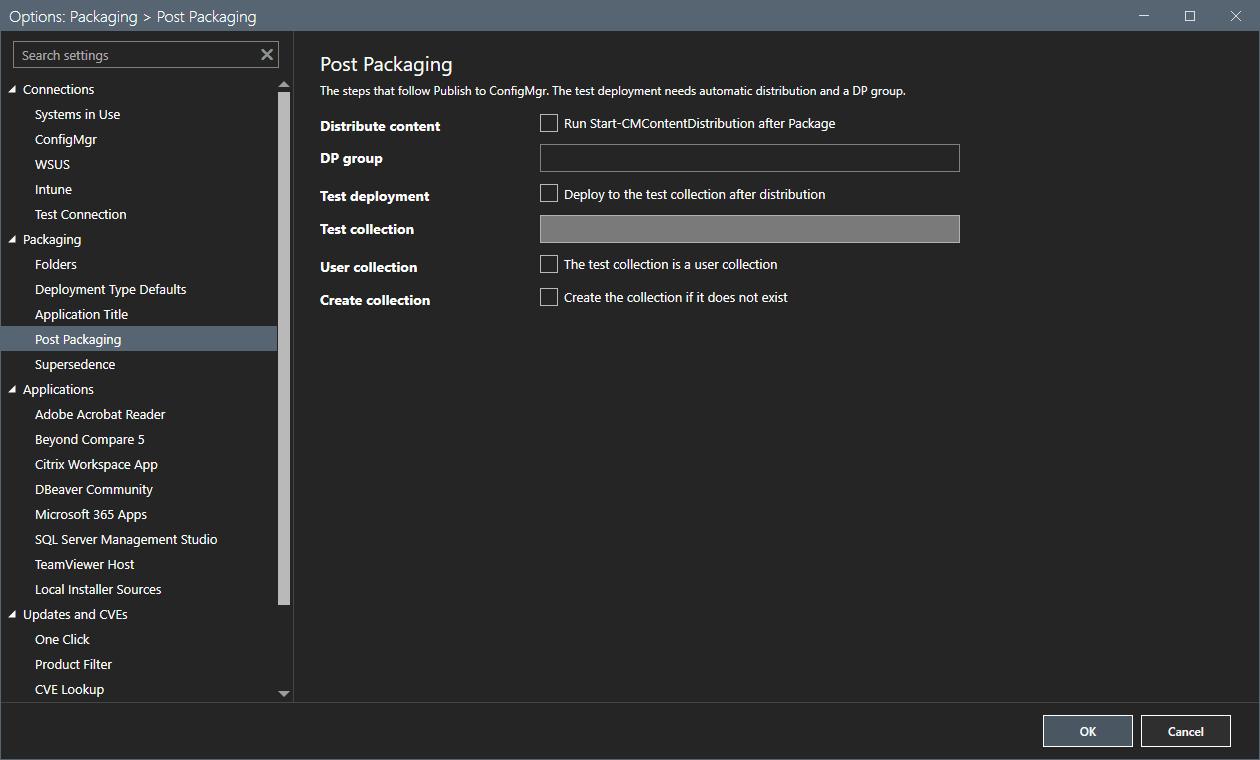 Options: Packaging > Post Packaging
Search settings
Connections
Systems in Use
ConfigMgr
WSUS
Intune
Test Connection
Packaging
Folders
Deployment Type Defaults
Application Title
Post Packaging
Supersedence
Applications
Adobe Acrobat Reader
Beyond Compare 5
Citrix Workspace App
DBeaver Community
Microsoft 365 Apps
SQL Server Management Studio
TeamViewer Host
Local Installer Sources
Updates and CVEs
One Click
Product Filter
CVE Lookup
Post Packaging
The steps that follow Publish to ConfigMgr. The test deployment needs automatic distribution and a DP group.
Distribute content
Run Start-CMContentDistribution after Package
DP group
Test deployment
Deploy to the test collection after distribution
Test collection
User collection
The test collection is a user collection
Create collection
Create the collection if it does not exist
OK
Cancel